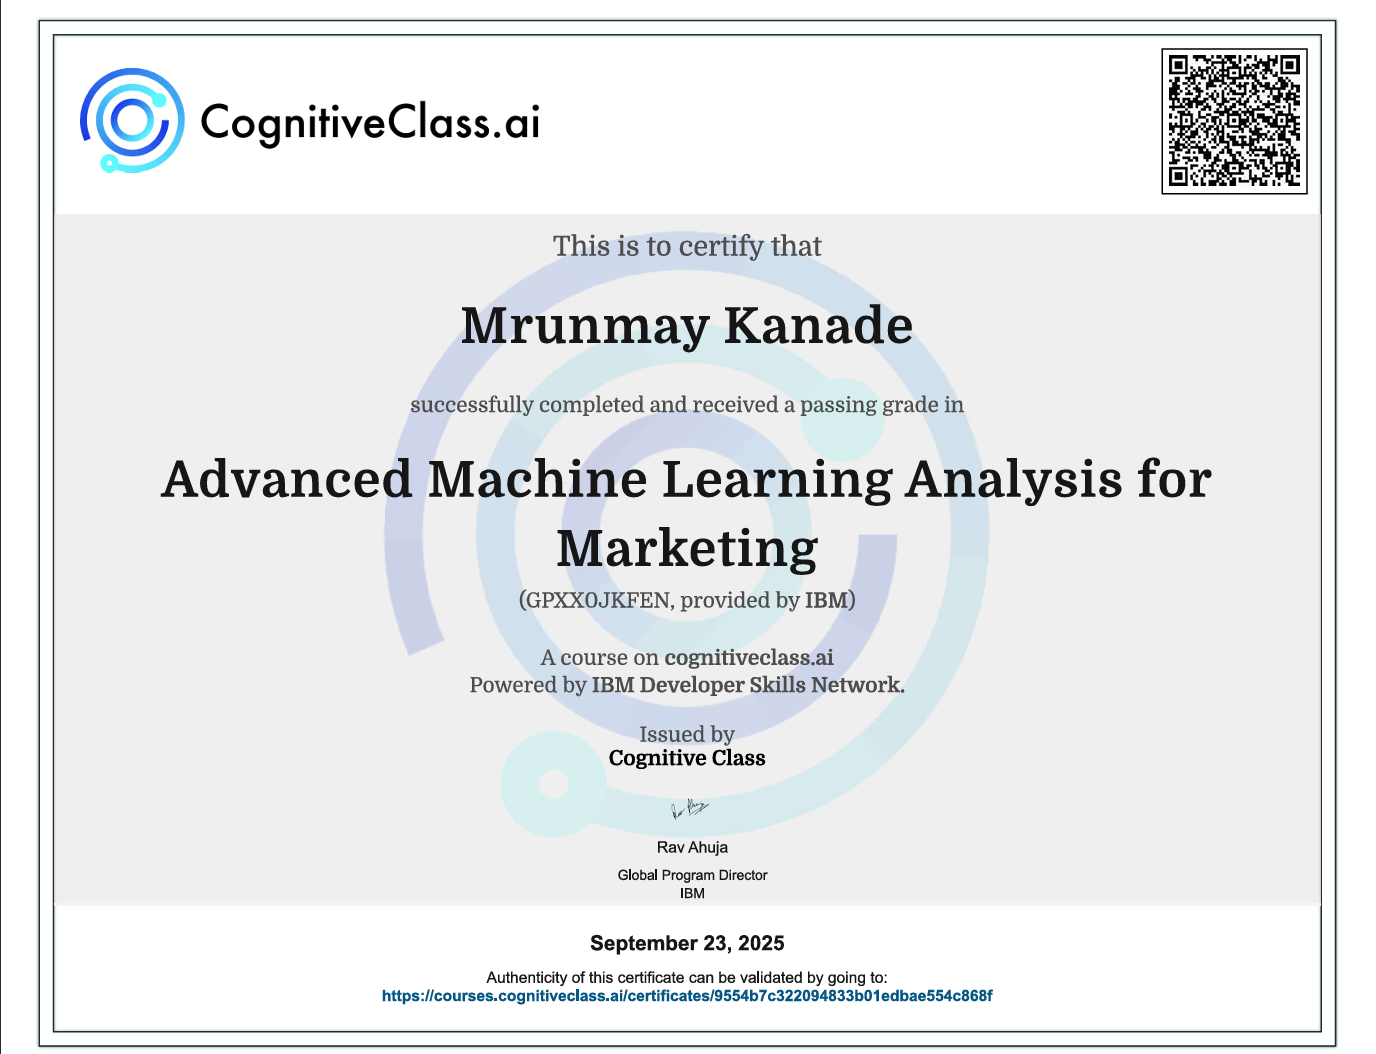 CognitiveClass.ai
This is to certify that
Mrunmay Kanade
successfully completed and received a passing grade in
Advanced Machine Learning Analysis for
Marketing
(GPXX0JKFEN, provided by IBM)
A course on cognitiveclass.ai
Powered by IBM Developer Skills Network.
Issued by
Cognitive Class
Rav Ahuja
Global Program Director
IBM
September 23, 2025
Authenticity of this certificate can be validated by going to:
https://courses.cognitiveclass.ai/certificates/9554b7c322094833b01edbae554c868f